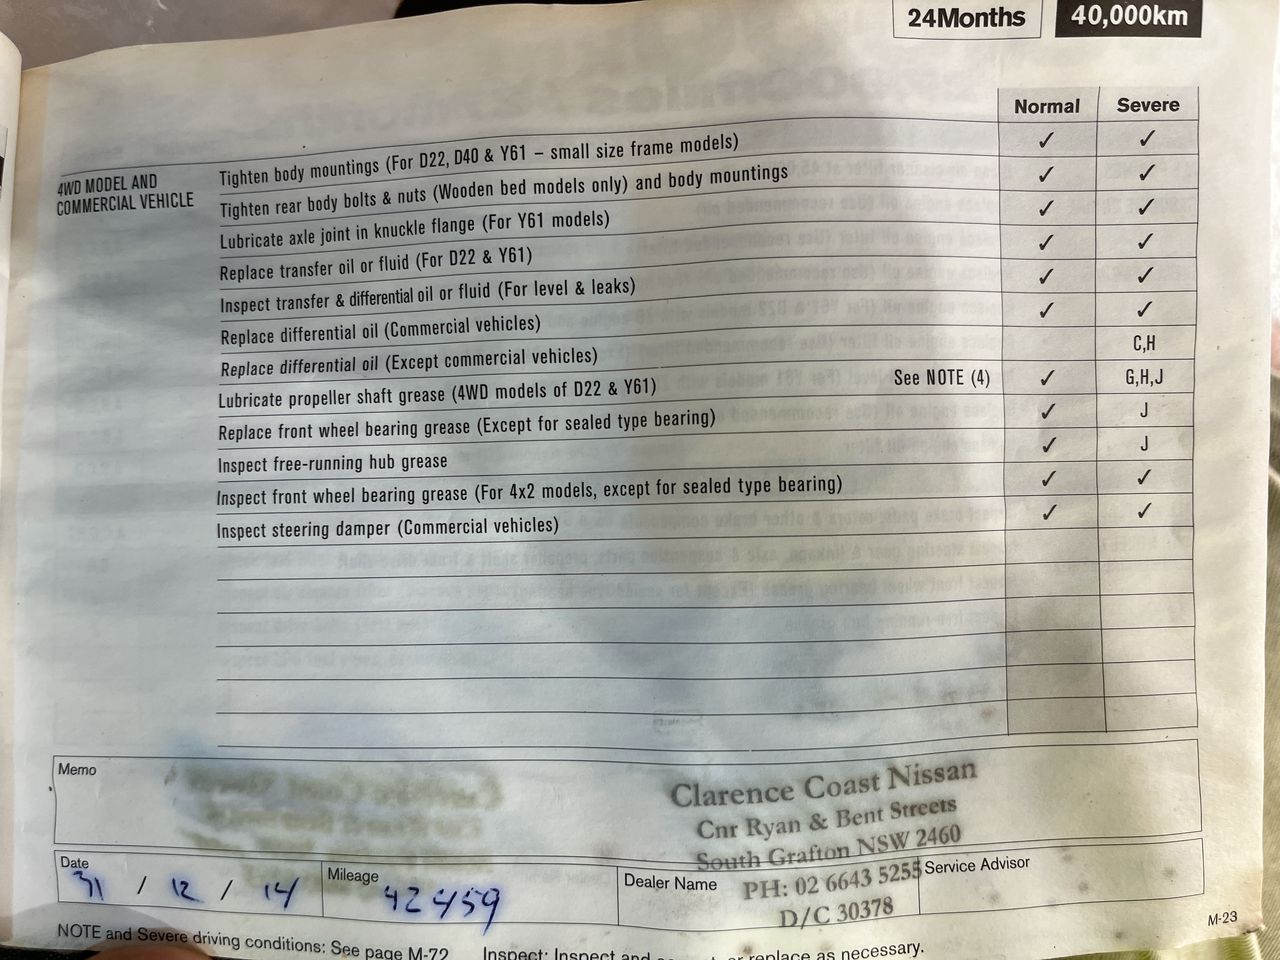 24Months 40,000km
Normal Severe
4WD MODEL AND
COMMERCIAL VEHICLE
Tighten body mountings (For D22, D40 & Y61 – small size frame models) ✓ ✓
Tighten rear body bolts & nuts (Wooden bed models only) and body mountings ✓ ✓
Lubricate axle joint in knuckle flange (For Y61 models) ✓ ✓
Replace transfer oil or fluid (For D22 & Y61) ✓ ✓
Inspect transfer & differential oil or fluid (For level & leaks) ✓ ✓
Replace differential oil (Commercial vehicles) ✓ ✓
Replace differential oil (Except commercial vehicles) C,H
Lubricate propeller shaft grease (4WD models of D22 & Y61) See NOTE (4) ✓ G,H,J
Replace front wheel bearing grease (Except for sealed type bearing) ✓ J
Inspect free-running hub grease ✓ J
Inspect front wheel bearing grease (For 4x2 models, except for sealed type bearing) ✓ ✓
Inspect steering damper (Commercial vehicles) ✓ ✓
Memo
Clarence Coast Nissan
Cnr Ryan & Bent Streets
South Grafton NSW 2460
PH: 02 6643 5255
D/C 30378
Date
31 / 12 / 14
Mileage
42459
Dealer Name
Service Advisor
M-23
NOTE and Severe driving conditions: See page M-72 Inspect: Inspect and or replace as necessary.